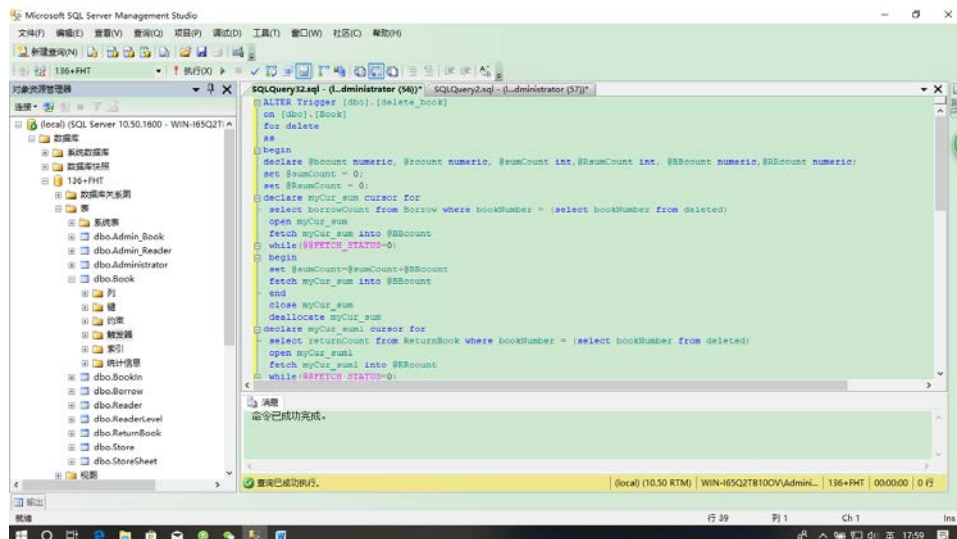 Microsoft SQL Server Management Studio
文件(F) 编辑(E) 查看(V) 查询(Q) 项目(P) 调试(D) 工具(T) 窗口(W) 社区(C) 帮助(H)
新建查询(N)
136+FHT 执行(X)
对象资源管理器
连接
(local) (SQL Server 10.50.1600 - WIN-I65Q2T
数据库
系统数据库
数据库快照
136+FHT
数据库关系图
表
系统表
dbo.Admin_Book
dbo.Admin_Reader
dbo.Administrator
dbo.Book
列
键
约束
触发器
索引
统计信息
dbo.BookIn
dbo.Borrow
dbo.Reader
dbo.ReaderLevel
dbo.ReturnBook
dbo.Store
dbo.StoreSheet
视图
SQLQuery32.sql - (l...dministrator (56))* SQLQuery2.sql - (l...dministrator (57))*
ALTER Trigger [dbo].[delete_book]
on [dbo].[Book]
for delete
as
begin
declare @bcount numeric, @rcount numeric, @sumCount int,@RsumCount int, @BBcount numeric,@RRcount numeric;
set @sumCount = 0;
set @RsumCount = 0;
declare myCur_sum cursor for
select borrowCount from Borrow where bookNumber = (select bookNumber from deleted)
open myCur_sum
fetch myCur_sum into @BBcount
while(@@FETCH_STATUS=0)
begin
set @sumCount=@sumCount+@BBcount
fetch myCur_sum into @BBcount
end
close myCur_sum
deallocate myCur_sum
declare myCur_sum1 cursor for
select returnCount from ReturnBook where bookNumber = (select bookNumber from deleted)
open myCur_sum1
fetch myCur_sum1 into @RRcount
while(@@FETCH_STATUS=0)
消息
命令已成功完成。
查询已成功执行。 (local) (10.50 RTM) WIN-I65Q2TB10OV\Admini... 136+FHT 00:00:00 0 行
输出
就绪 行 39 列 1 Ch 1 Ins
英 17:59